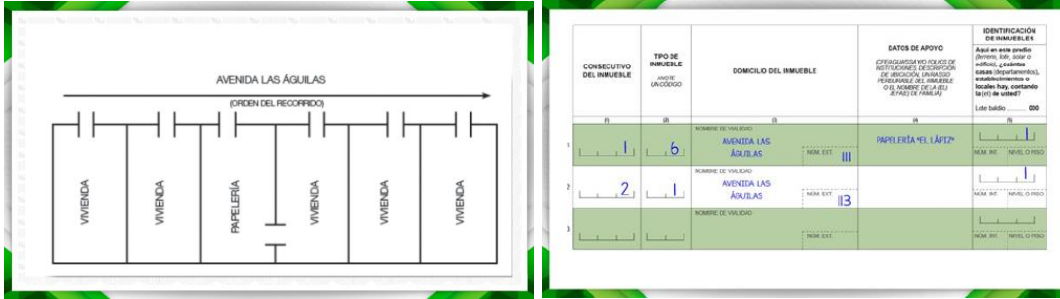 AVENIDA LAS ÁGUILAS
(ORDEN DEL RECORRIDO)
VIVIENDA
VIVIENDA
PAPELERÍA
VIVIENDA
VIVIENDA
VIVIENDA
CONSECUTIVO
DEL INMUEBLE
TIPO DE
INMUEBLE
ANOTE
UN CÓDIGO
DOMICILIO DEL INMUEBLE
DATOS DE APOYO
IDENTIFICACIÓN
DE INMUEBLES
Aquí en este predio
(terreno, lote, solar o
edificio), ¿cuántas
casas (departamentos),
establecimientos o
locales hay, contando
la (el) de usted?
Lote baldío ........ 000
(1) (2) (3) (4) (5)
NOMBRE DE VIALIDAD
1 1 6 AVENIDA LAS
ÁGUILAS
NÚM. EXT. 111
PAPELERÍA "EL LÁPIZ"
1
NÚM. INT. NIVEL O PISO
NOMBRE DE VIALIDAD
2 2 1 AVENIDA LAS
ÁGUILAS
NÚM. EXT. 113
1
NÚM. INT. NIVEL O PISO
NOMBRE DE VIALIDAD
3
NÚM. EXT.
NÚM. INT. NIVEL O PISO